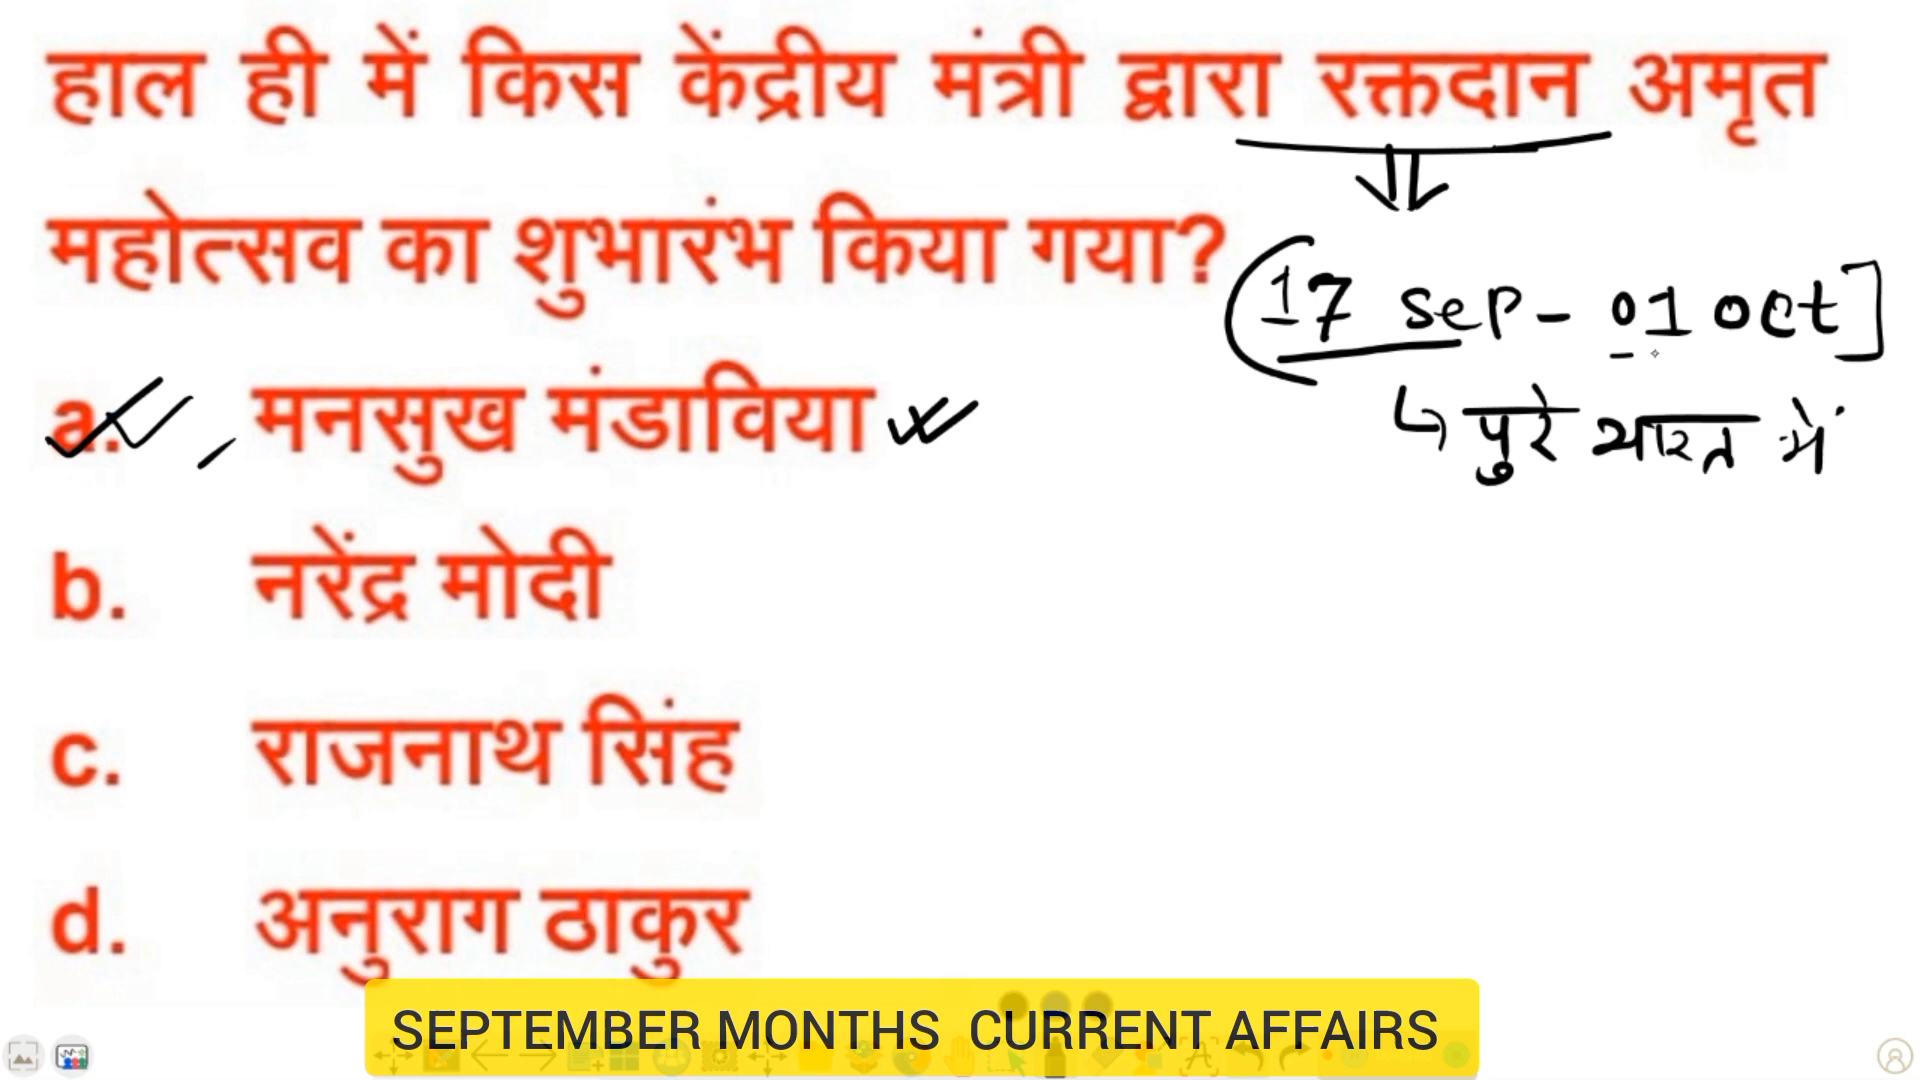 हाल ही में किस केंद्रीय मंत्री द्वारा रक्तदान अमृत
महोत्सव का शुभारंभ किया गया?
17 Sep - 01 Oct]
पुरे भारत में
a. मनसुख मंडाविया
b. नरेंद्र मोदी
c. राजनाथ सिंह
d. अनुराग ठाकुर
SEPTEMBER MONTHS CURRENT AFFAIRS